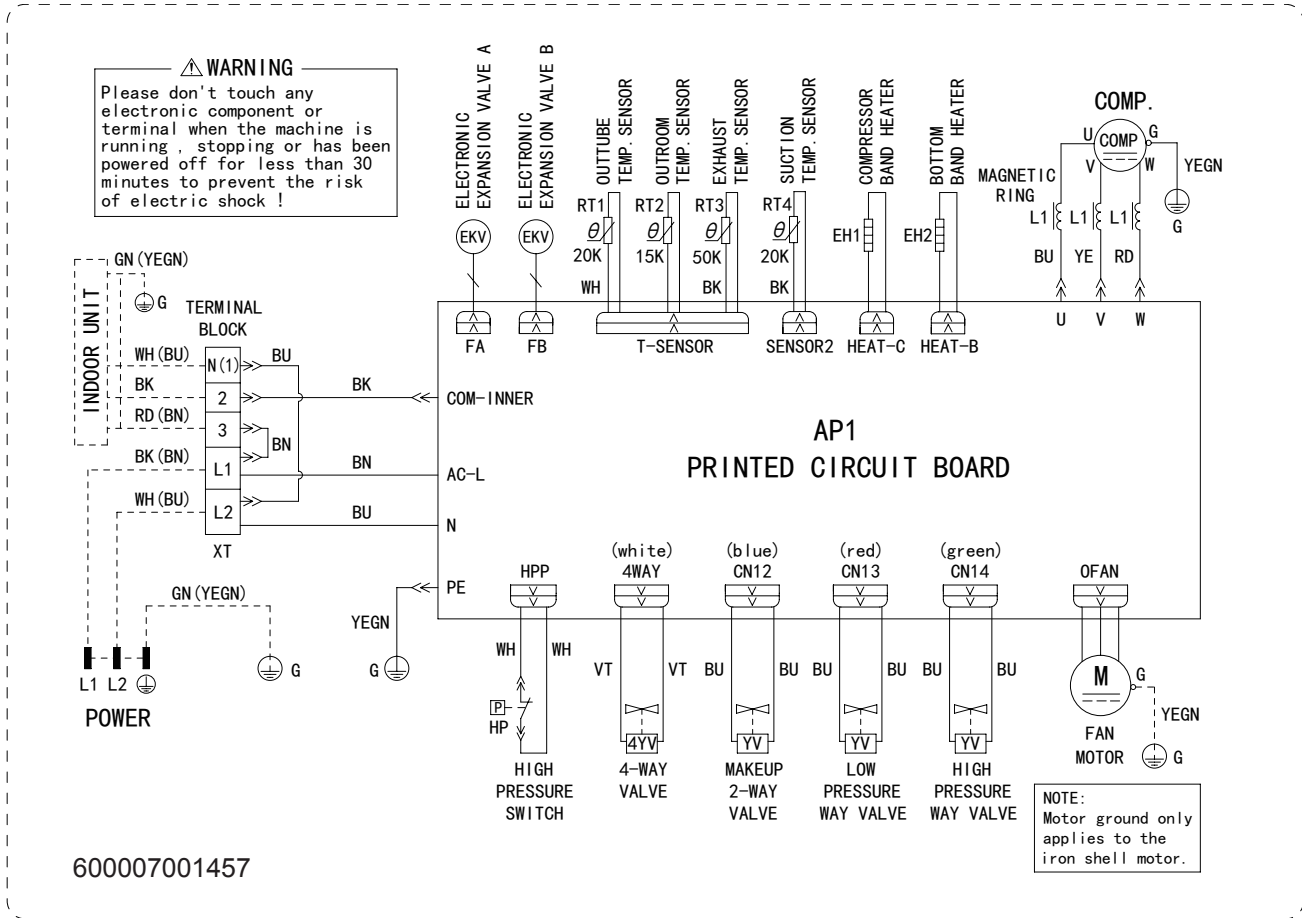 WARNING
Please don't touch any
electronic component or
terminal when the machine is
running , stopping or has been
powered off for less than 30
minutes to prevent the risk
of electric shock !
ELECTRONIC
EXPANSION VALVE A
ELECTRONIC
EXPANSION VALVE B
OUTTUBE
TEMP. SENSOR
OUTROOM
TEMP. SENSOR
EXHAUST
TEMP. SENSOR
SUCTION
TEMP. SENSOR
COMPRESSOR
BAND HEATER
BOTTOM
BAND HEATER
COMP.
U COMP G
V W YEGN
MAGNETIC
RING
L1 L1 L1 G
BU YE RD
EKV EKV
RT1 RT2 RT3 RT4
θ θ θ θ
20K 15K 50K 20K
EH1 EH2
WH BK BK
FA FB T-SENSOR SENSOR2 HEAT-C HEAT-B U V W
INDOOR UNIT
GN(YEGN)
G
TERMINAL
BLOCK
WH(BU) N(1) BU
BK 2 BK COM-INNER
RD(BN) 3 BN
BK(BN) L1 BN AC-L
WH(BU) L2 BU N
XT
AP1
PRINTED CIRCUIT BOARD
GN(YEGN)
PE
YEGN
G G
L1 L2
POWER
(white) (blue) (red) (green)
HPP 4WAY CN12 CN13 CN14 OFAN
WH WH VT VT BU BU BU BU BU BU
P
HP
4YV YV YV YV
M G
YEGN
FAN
MOTOR G
HIGH
PRESSURE
SWITCH
4-WAY
VALVE
MAKEUP
2-WAY
VALVE
LOW
PRESSURE
WAY VALVE
HIGH
PRESSURE
WAY VALVE
NOTE:
Motor ground only
applies to the
iron shell motor.
600007001457